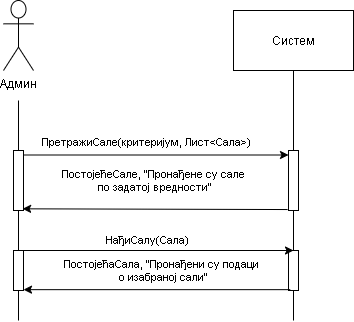 Систем
Админ
ПретражиСале(критеријум, Лист<Сала>)
ПостојећеСале, "Пронађене су сале
по задатој вредности"
НађиСалу(Сала)
ПостојећаСала, "Пронађени су подаци
о изабраној сали"